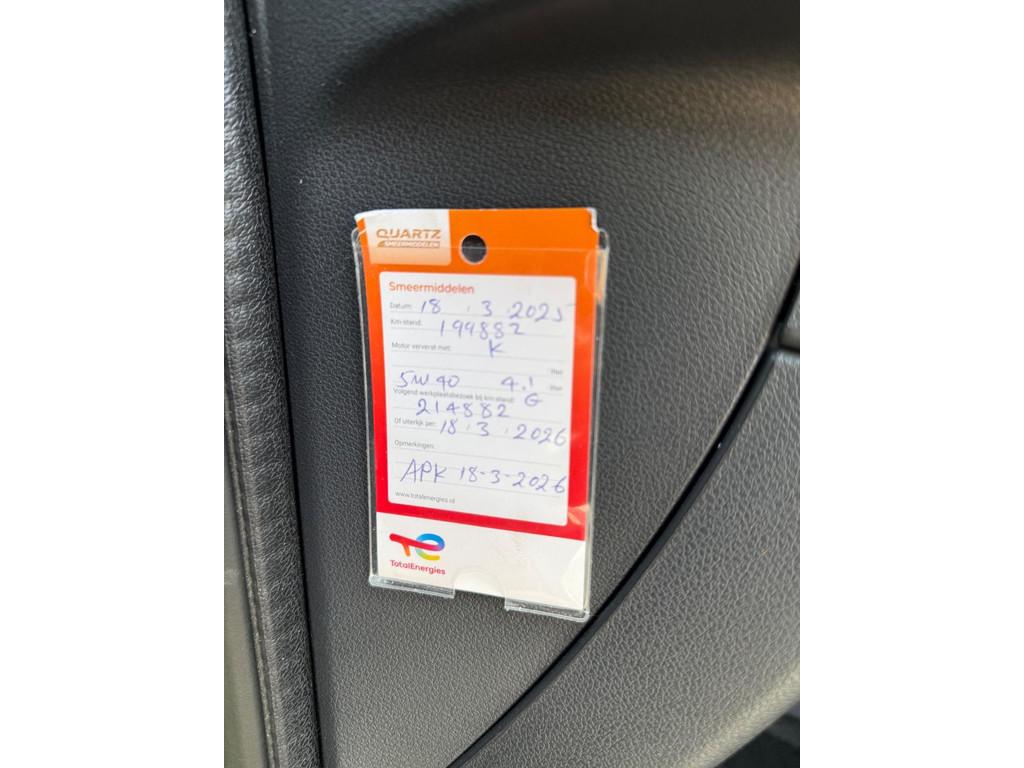 QUARTZ
SMEERMIDDELEN
Smeermiddelen
Datum: 18 . 3 . 2025
Km-stand: 199882
Motor ververst met: K
liter
5W40 4.1 liter
Volgend werkplaatsbezoek bij km-stand: G
214882
Of uiterlijk per: 18 . 3 . 2026
Opmerkingen:
APK 18-3-2026
www.totalenergies.nl
TotalEnergies